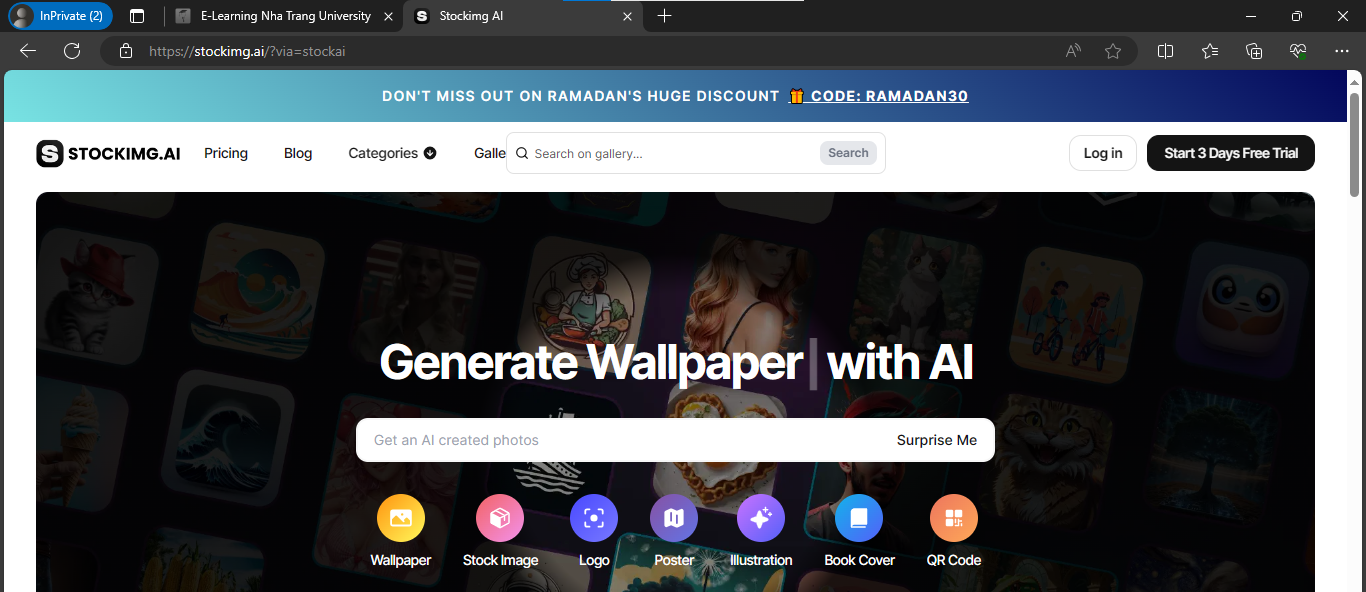 InPrivate (2)
E-Learning Nha Trang University
Stockimg AI
https://stockimg.ai/?via=stockai
DON'T MISS OUT ON RAMADAN'S HUGE DISCOUNT 🎁 CODE: RAMADAN30
S STOCKIMG.AI
Pricing
Blog
Categories
Galle
Search on gallery...
Search
Log in
Start 3 Days Free Trial
Generate Wallpaper| with AI
Get an AI created photos
Surprise Me
Wallpaper
Stock Image
Logo
Poster
Illustration
Book Cover
QR Code